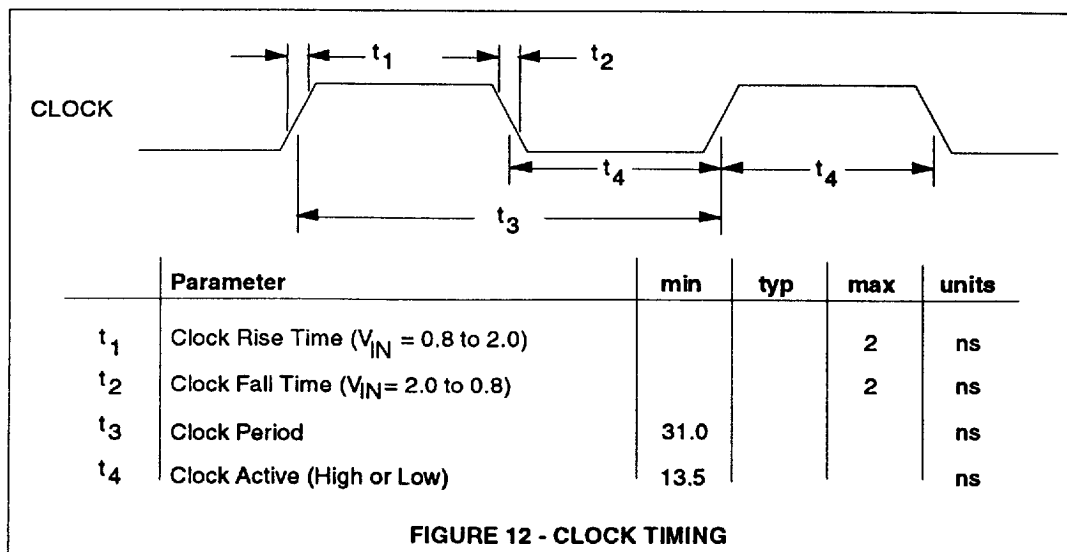 t1
t2
CLOCK
t4
t4
t3
Parameter min typ max units
t1 Clock Rise Time (VIN = 0.8 to 2.0) 2 ns
t2 Clock Fall Time (VIN= 2.0 to 0.8) 2 ns
t3 Clock Period 31.0 ns
t4 Clock Active (High or Low) 13.5 ns
FIGURE 12 - CLOCK TIMING